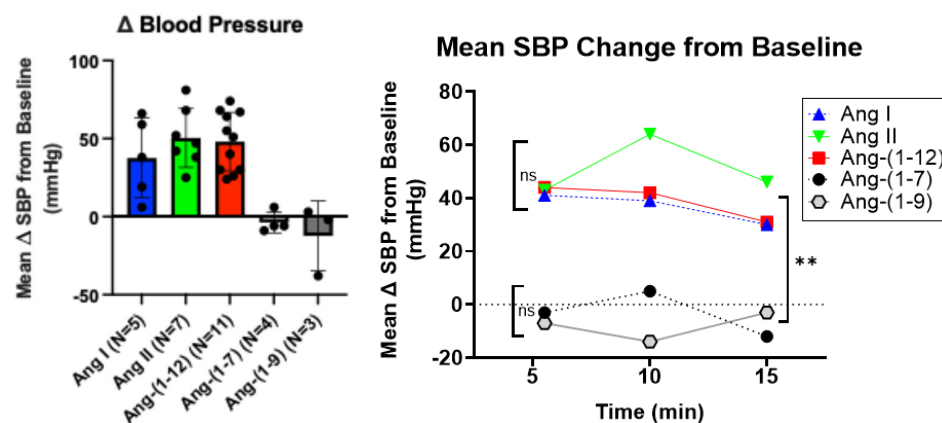 Δ Blood Pressure
Mean Δ SBP from Baseline
(mmHg)
100
50
0
-50
Ang I (N=5)
Ang II (N=7)
Ang-(1-12) (N=11)
Ang-(1-7) (N=4)
Ang-(1-9) (N=3)
Mean SBP Change from Baseline
Mean Δ SBP from Baseline
(mmHg)
80
60
40
20
0
-20
ns
ns
**
5
10
15
Time (min)
Ang I
Ang II
Ang-(1-12)
Ang-(1-7)
Ang-(1-9)